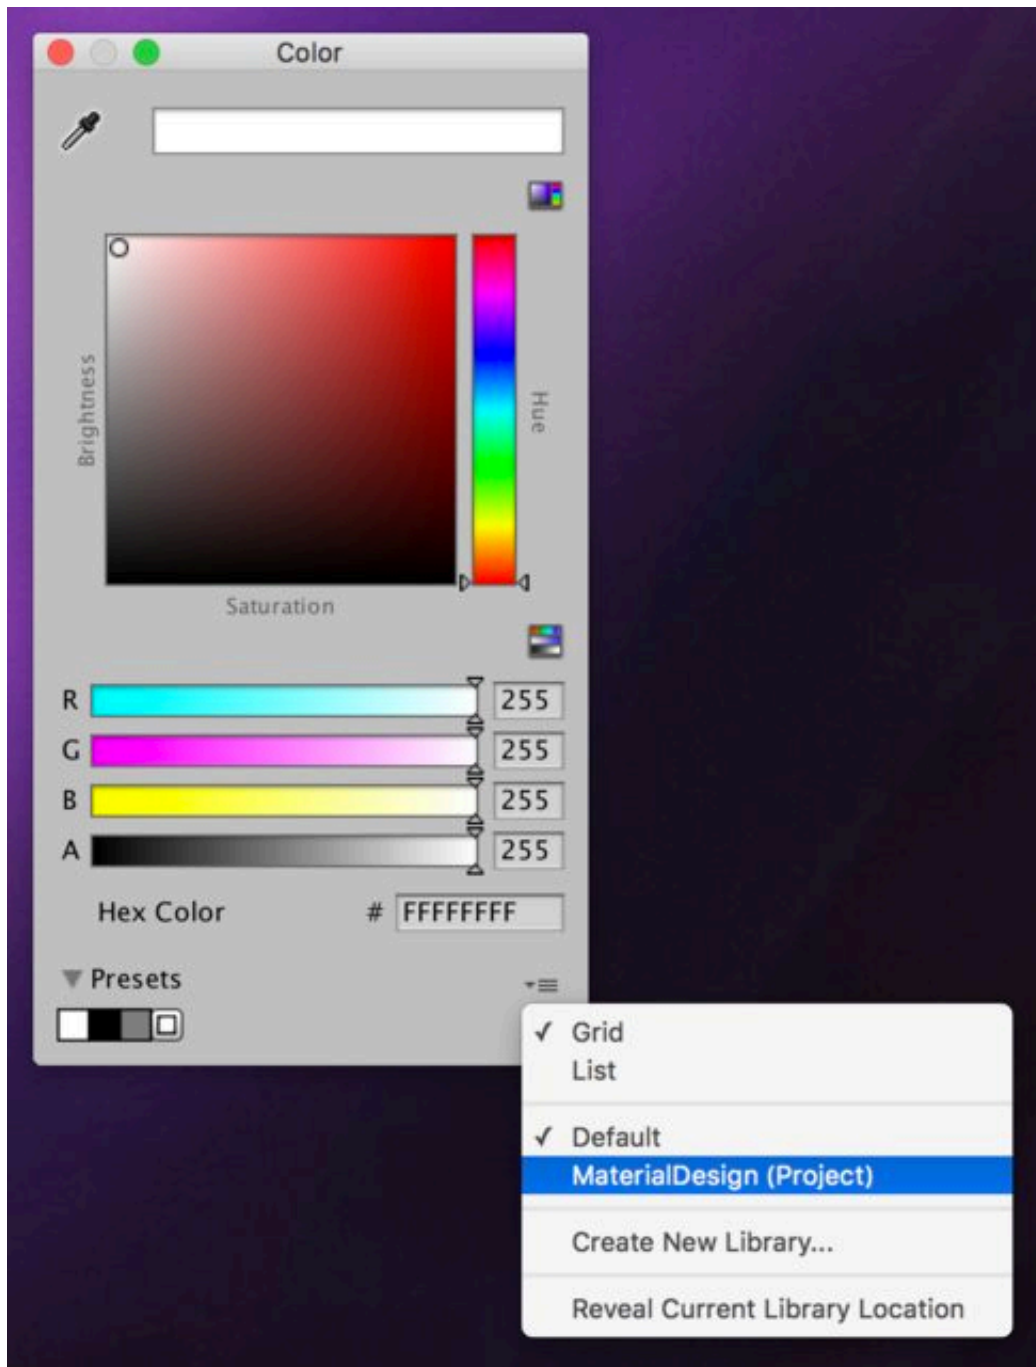 Color
Brightness
Hue
Saturation
R 255
G 255
B 255
A 255
Hex Color # FFFFFFFF
Presets
✓ Grid
List
✓ Default
MaterialDesign (Project)
Create New Library...
Reveal Current Library Location